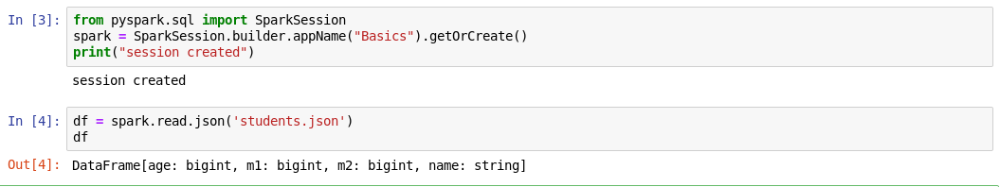 In [3]: from pyspark.sql import SparkSession
spark = SparkSession.builder.appName("Basics").getOrCreate()
print("session created")
session created
In [4]: df = spark.read.json('students.json')
df
Out[4]: DataFrame[age: bigint, m1: bigint, m2: bigint, name: string]